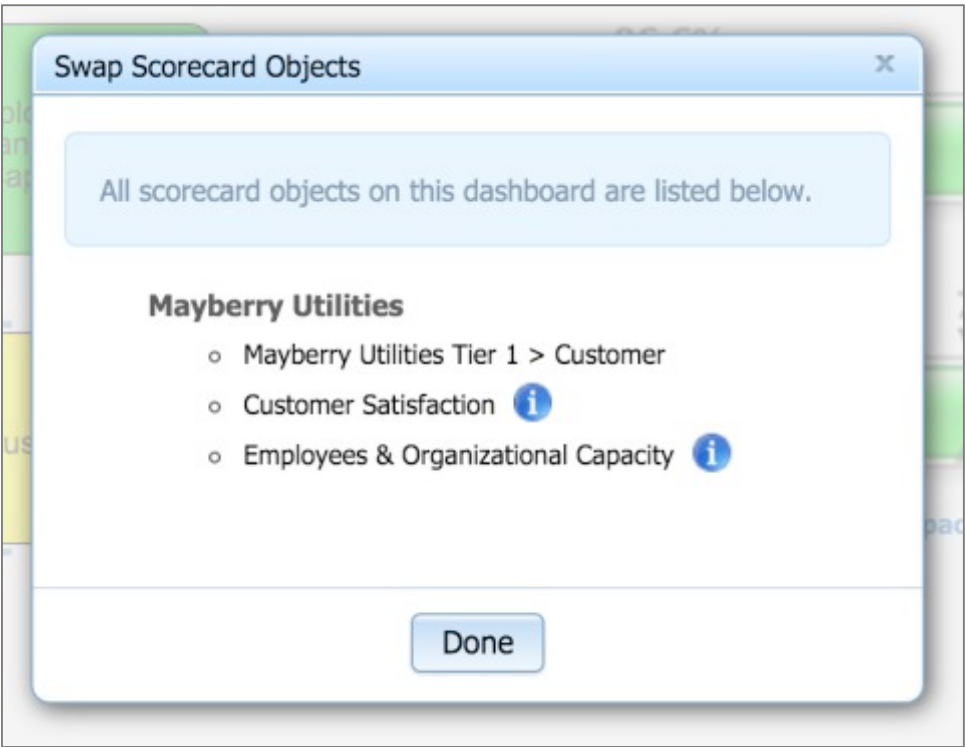 Swap Scorecard Objects
x
All scorecard objects on this dashboard are listed below.
Mayberry Utilities
Mayberry Utilities Tier 1 > Customer
Customer Satisfaction i
Employees & Organizational Capacity i
Done